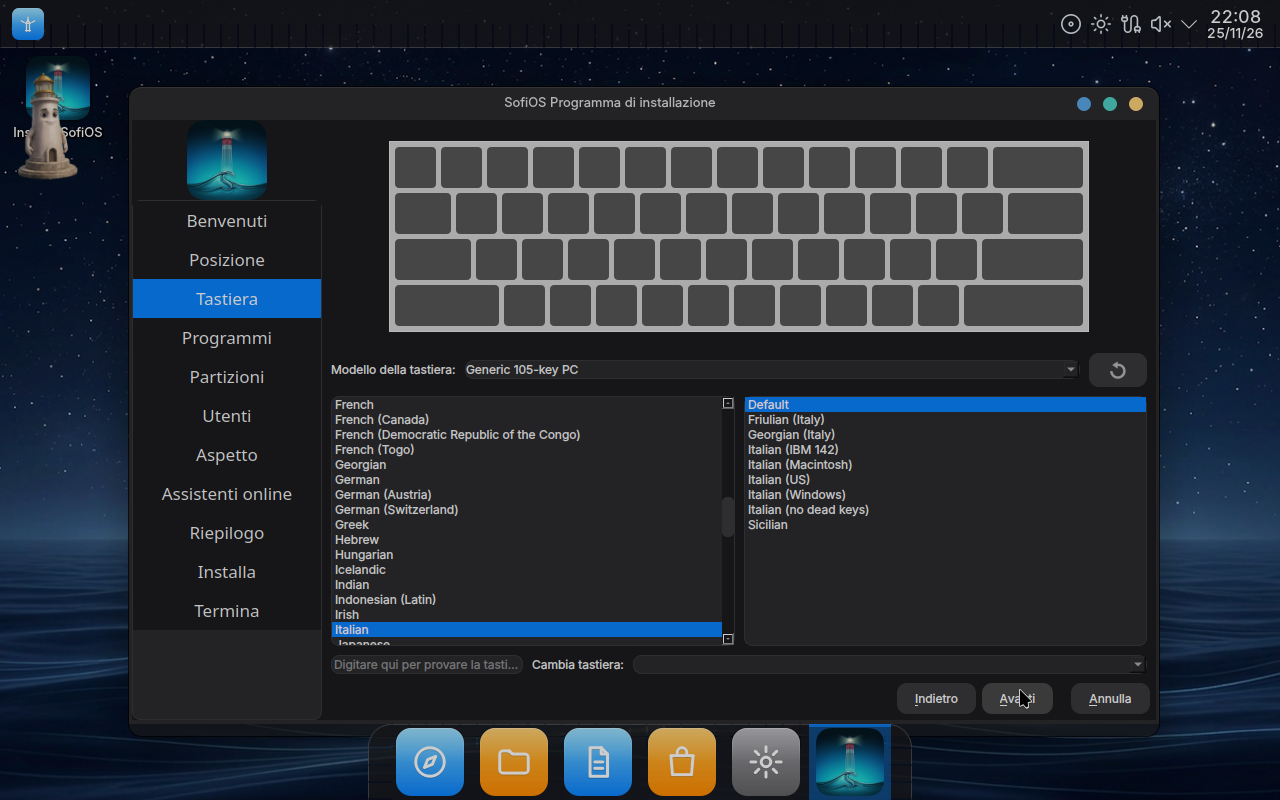 22:08
25/11/26
SofiOS Programma di installazione
SofiOS
Benvenuti
Posizione
Tastiera
Programmi
Partizioni
Utenti
Aspetto
Assistenti online
Riepilogo
Installa
Termina
Modello della tastiera: Generic 105-key PC
French
French (Canada)
French (Democratic Republic of the Congo)
French (Togo)
Georgian
German
German (Austria)
German (Switzerland)
Greek
Hebrew
Hungarian
Icelandic
Indian
Indonesian (Latin)
Irish
Italian
Japanese
Default
Friulian (Italy)
Georgian (Italy)
Italian (IBM 142)
Italian (Macintosh)
Italian (US)
Italian (Windows)
Italian (no dead keys)
Sicilian
Digitare qui per provare la tasti... Cambia tastiera:
Indietro Avanti Annulla